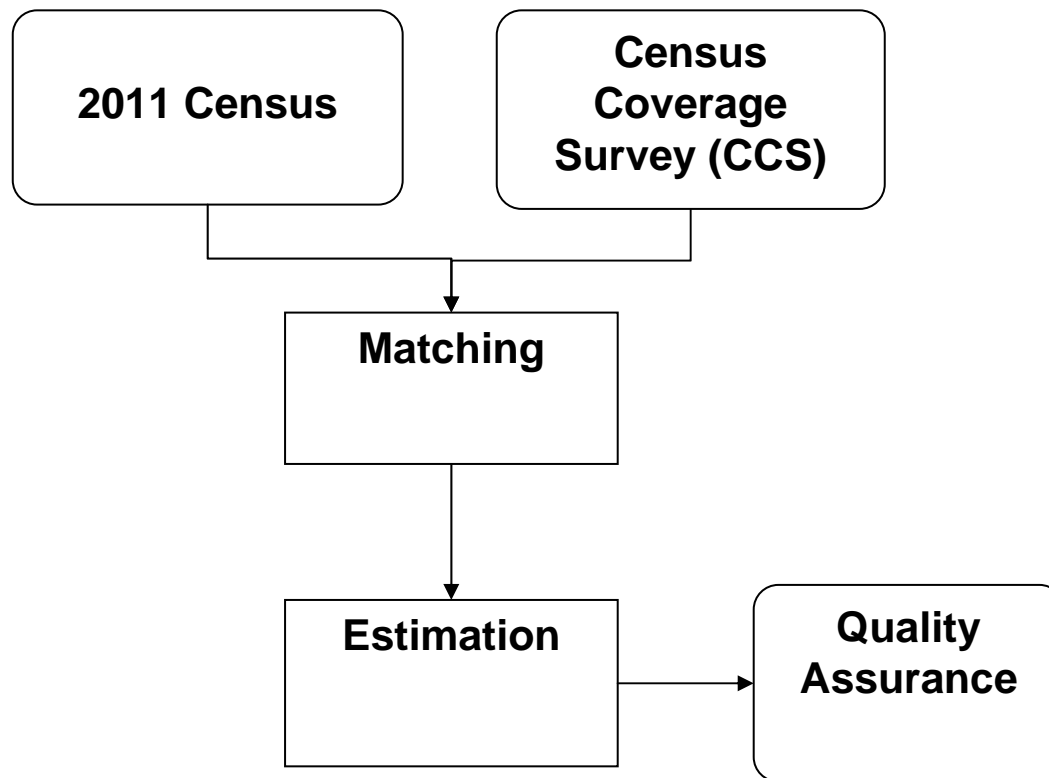 2011 Census
Census
Coverage
Survey (CCS)
Matching
Estimation
Quality
Assurance